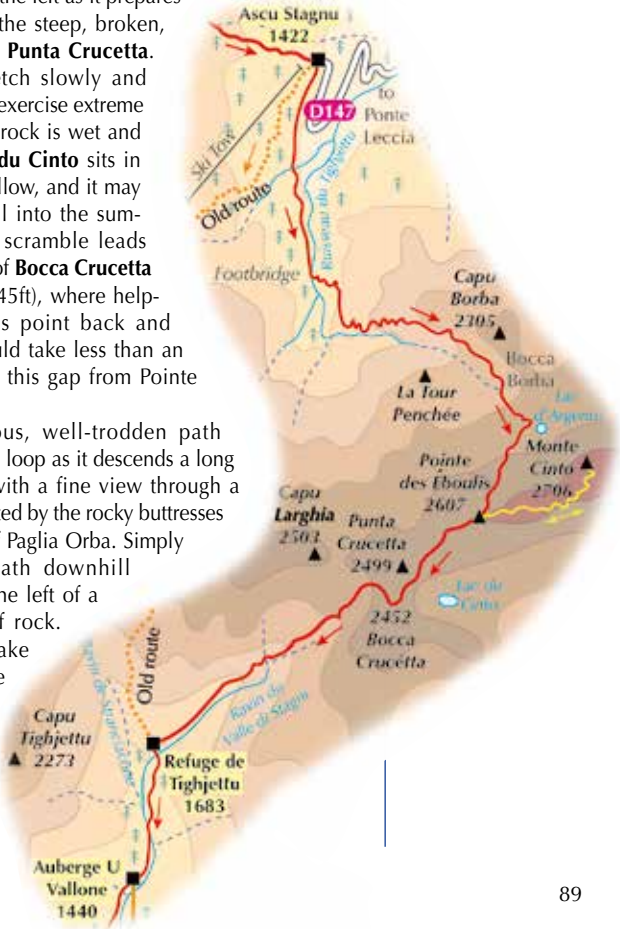 the left as it prepares
the steep, broken,
Punta Crucetta.
etch slowly and
exercise extreme
rock is wet and
du Cinto sits in
llow, and it may
l into the sum-
scramble leads
of Bocca Crucetta
45ft), where help-
s point back and
uld take less than an
this gap from Pointe
ous, well-trodden path
loop as it descends a long
with a fine view through a
ted by the rocky buttresses
Paglia Orba. Simply
ath downhill
he left of a
f rock.
ake
e
Ascu Stagnu
1422
D147
to
Ponte
Leccia
Ski Tow
Old route
Ruisseau du Tighjettu
Footbridge
Capu
Borba
2305
Bocca
Borba
La Tour
Penchée
Lac
d'Argentu
Monte
Cinto
2706
Pointe
des Éboulis
2607
Capu
Larghia
2503
Punta
Crucetta
2499
Lac du
Cinto
2452
Bocca
Crucetta
Old route
Ravin de Stranciacone
Ravin du
Valle di Stagni
Capu
Tighjettu
2273
Refuge de
Tighjettu
1683
Auberge U
Vallone
1440
89